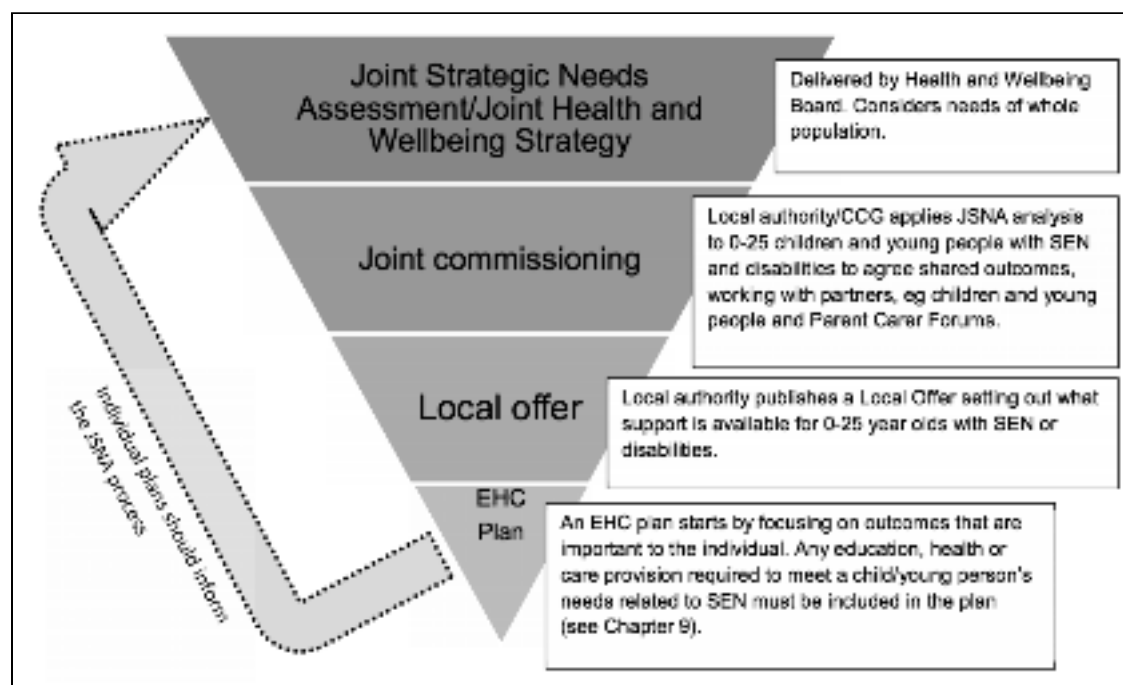 Joint Strategic Needs
Assessment/Joint Health and
Wellbeing Strategy
Delivered by Health and Wellbeing
Board. Considers needs of whole
population.
Joint commissioning
Local authority/CCG applies JSNA analysis
to 0-25 children and young people with SEN
and disabilities to agree shared outcomes,
working with partners, eg children and young
people and Parent Carer Forums.
Local offer
Local authority publishes a Local Offer setting out what
support is available for 0-25 year olds with SEN or
disabilities.
EHC
Plan
An EHC plan starts by focusing on outcomes that are
important to the individual. Any education, health or
care provision required to meet a child/young person's
needs related to SEN must be included in the plan
(see Chapter 9).
Individual plans should inform
the JSNA process